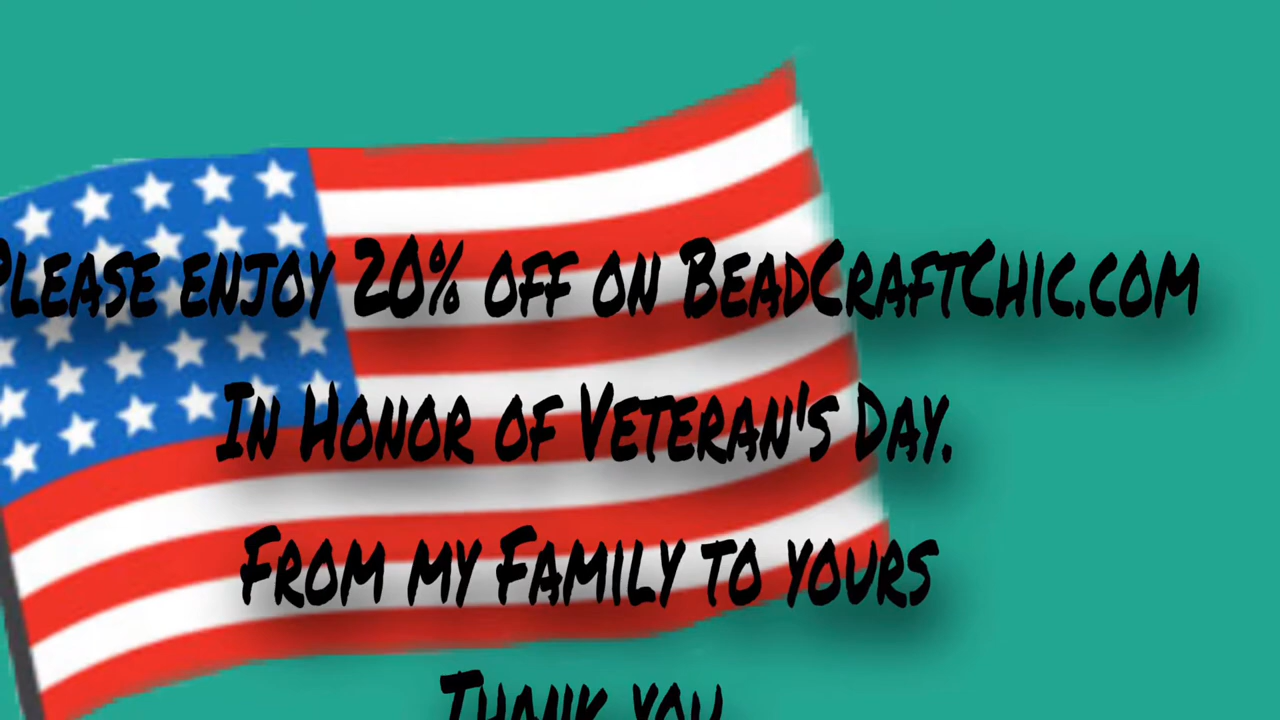 Please enjoy 20% off on BeadCraftChic.com
In Honor of Veteran's Day.
From my Family to yours
Thank you